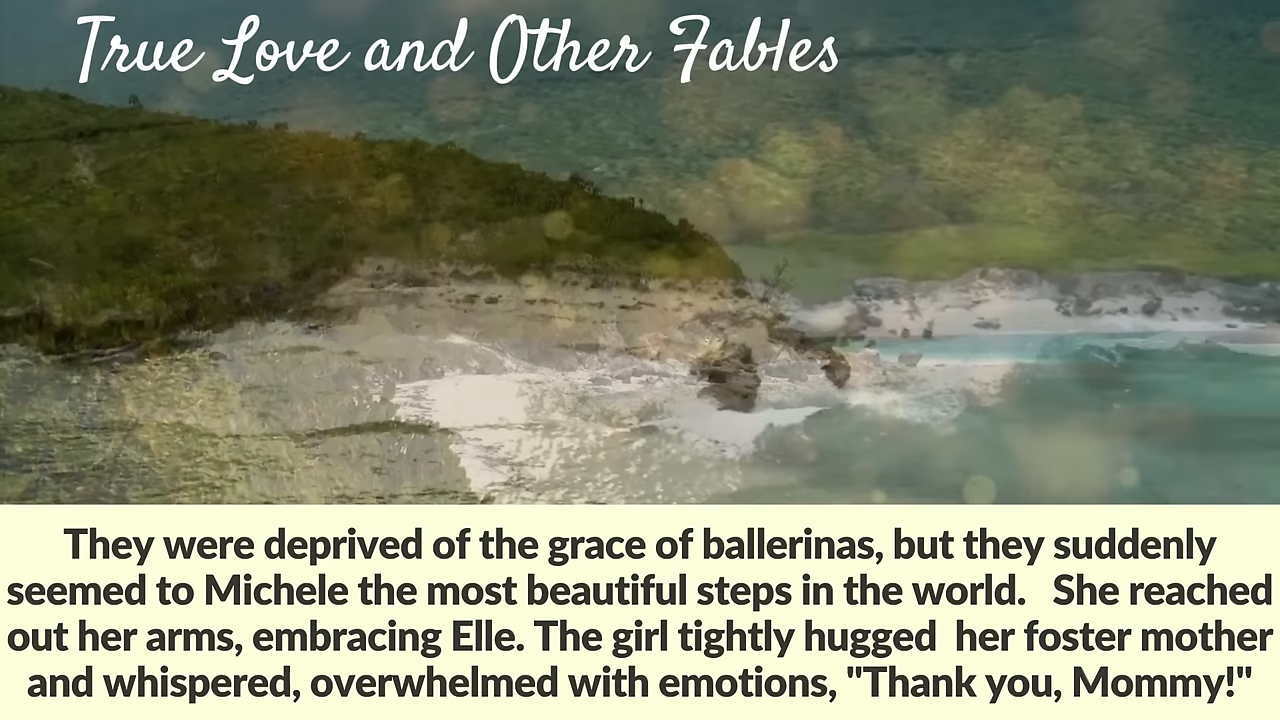 True Love and Other Fables
They were deprived of the grace of ballerinas, but they suddenly
seemed to Michele the most beautiful steps in the world.   She reached
out her arms, embracing Elle. The girl tightly hugged  her foster mother
and whispered, overwhelmed with emotions, "Thank you, Mommy!"